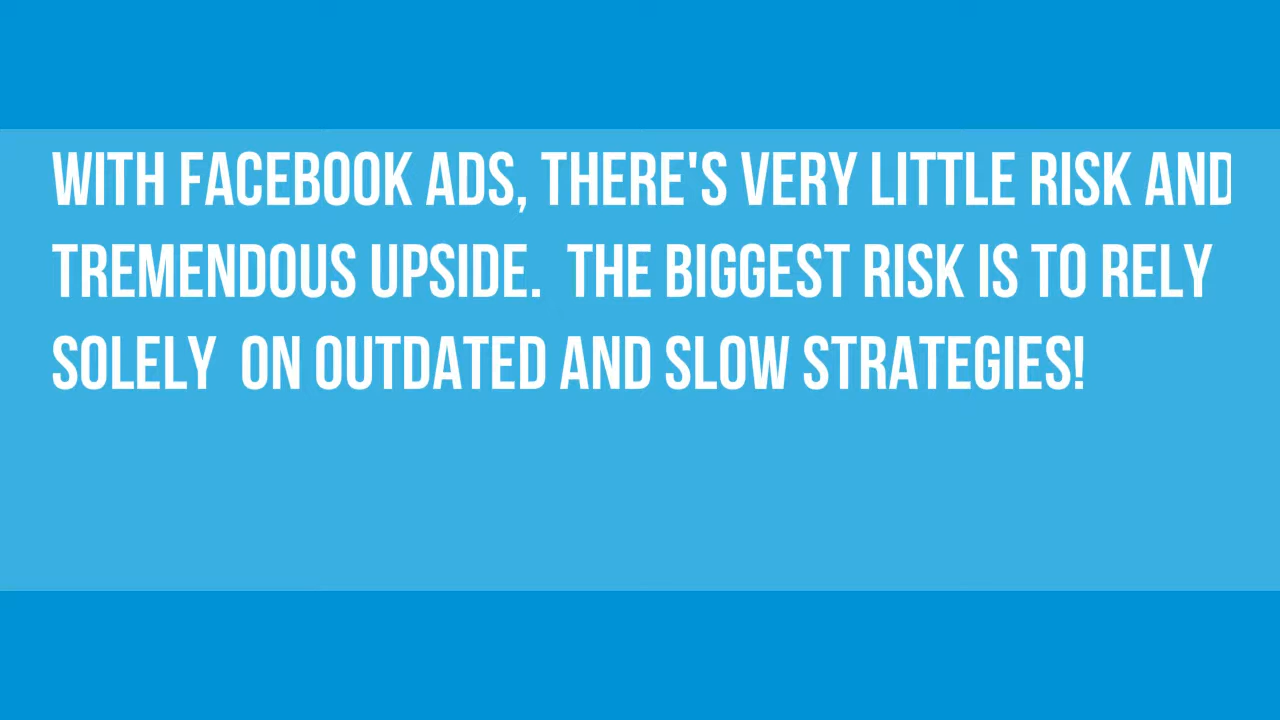 WITH FACEBOOK ADS, THERE'S VERY LITTLE RISK AND
TREMENDOUS UPSIDE.  THE BIGGEST RISK IS TO RELY
SOLELY  ON OUTDATED AND SLOW STRATEGIES!